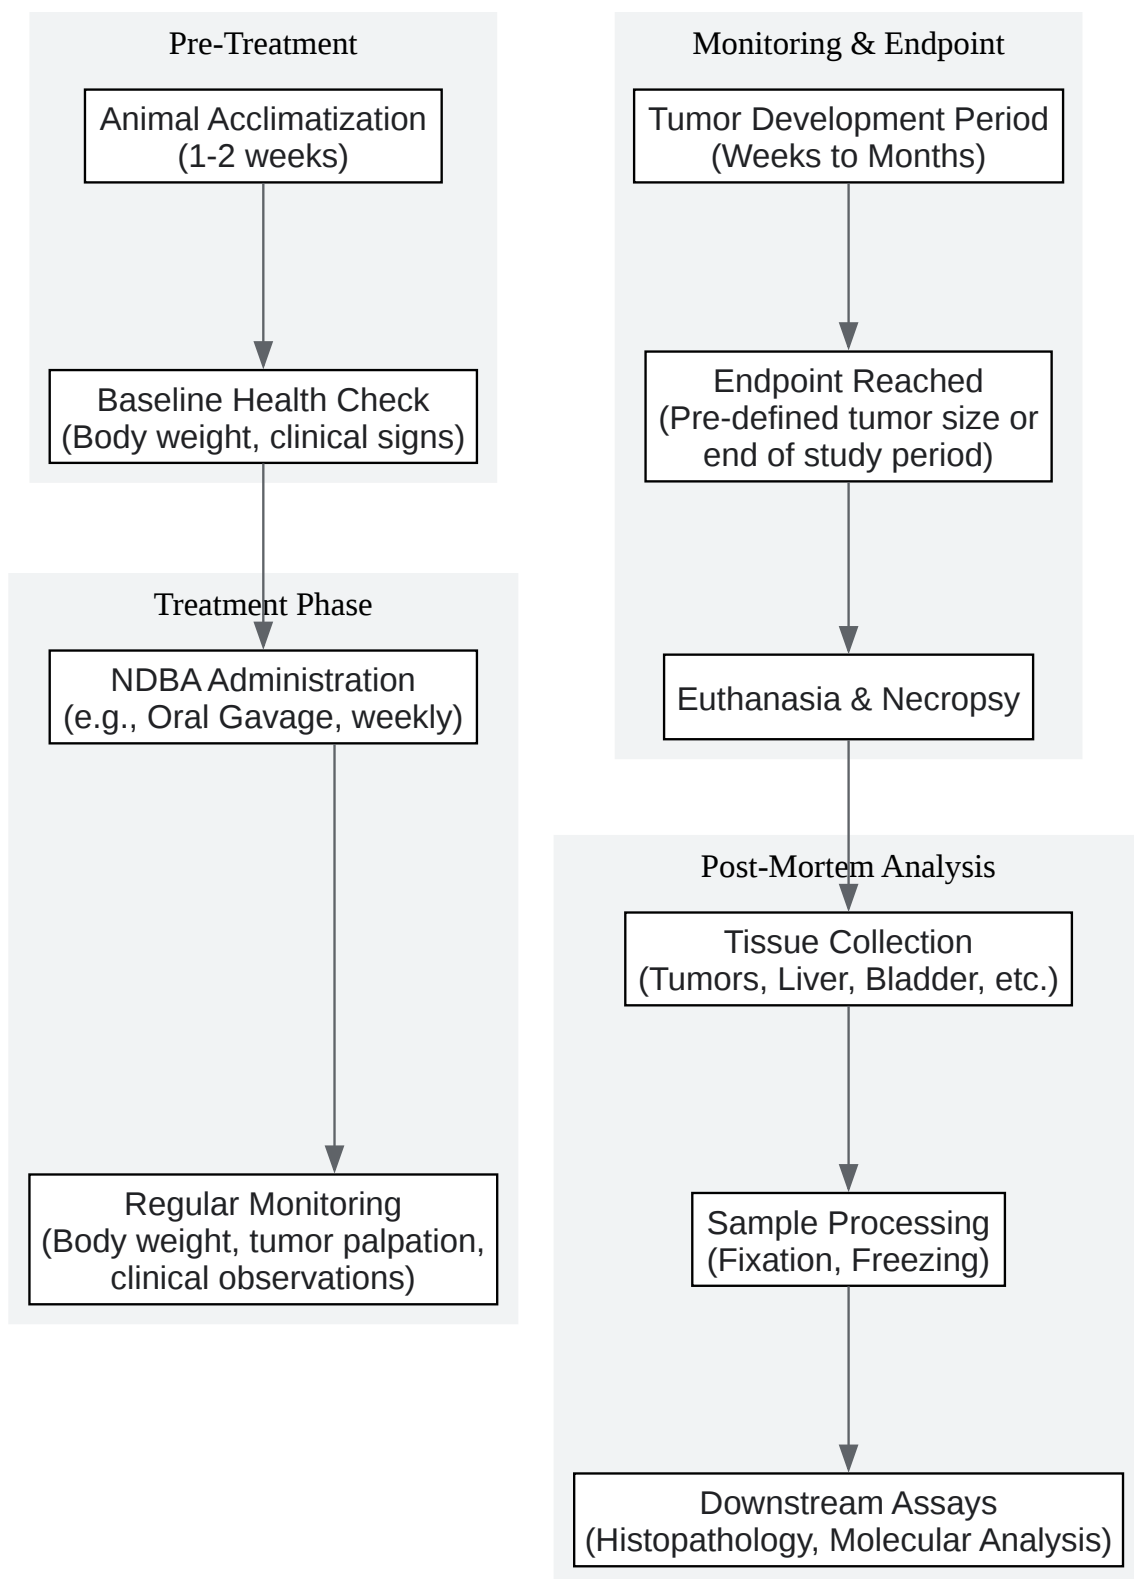 Pre-Treatment
Animal Acclimatization
(1-2 weeks)
Baseline Health Check
(Body weight, clinical signs)
Treatment Phase
NDBA Administration
(e.g., Oral Gavage, weekly)
Regular Monitoring
(Body weight, tumor palpation,
clinical observations)
Monitoring & Endpoint
Tumor Development Period
(Weeks to Months)
Endpoint Reached
(Pre-defined tumor size or
end of study period)
Euthanasia & Necropsy
Post-Mortem Analysis
Tissue Collection
(Tumors, Liver, Bladder, etc.)
Sample Processing
(Fixation, Freezing)
Downstream Assays
(Histopathology, Molecular Analysis)